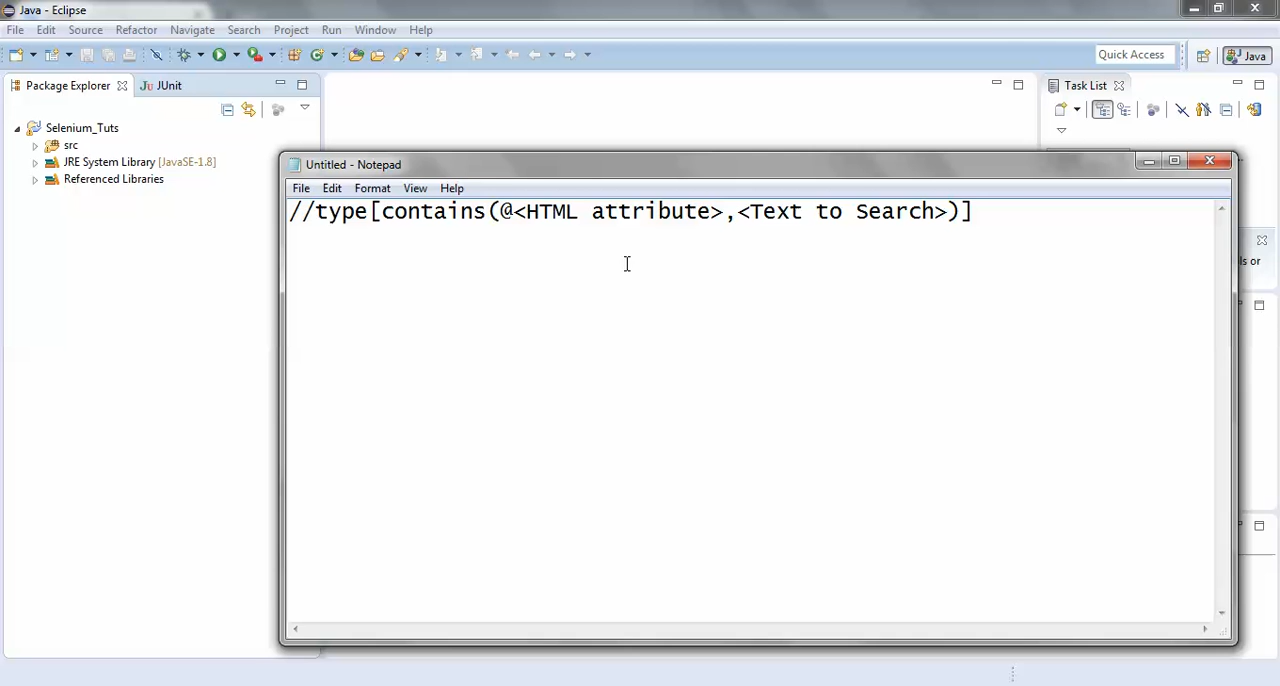 Java - Eclipse
File Edit Source Refactor Navigate Search Project Run Window Help
Quick Access
Java
Package Explorer
JUnit
Task List
Selenium_Tuts
src
JRE System Library [JavaSE-1.8]
Referenced Libraries
Untitled - Notepad
File Edit Format View Help
//type[contains(@<HTML attribute>,<Text to Search>)]
ls or